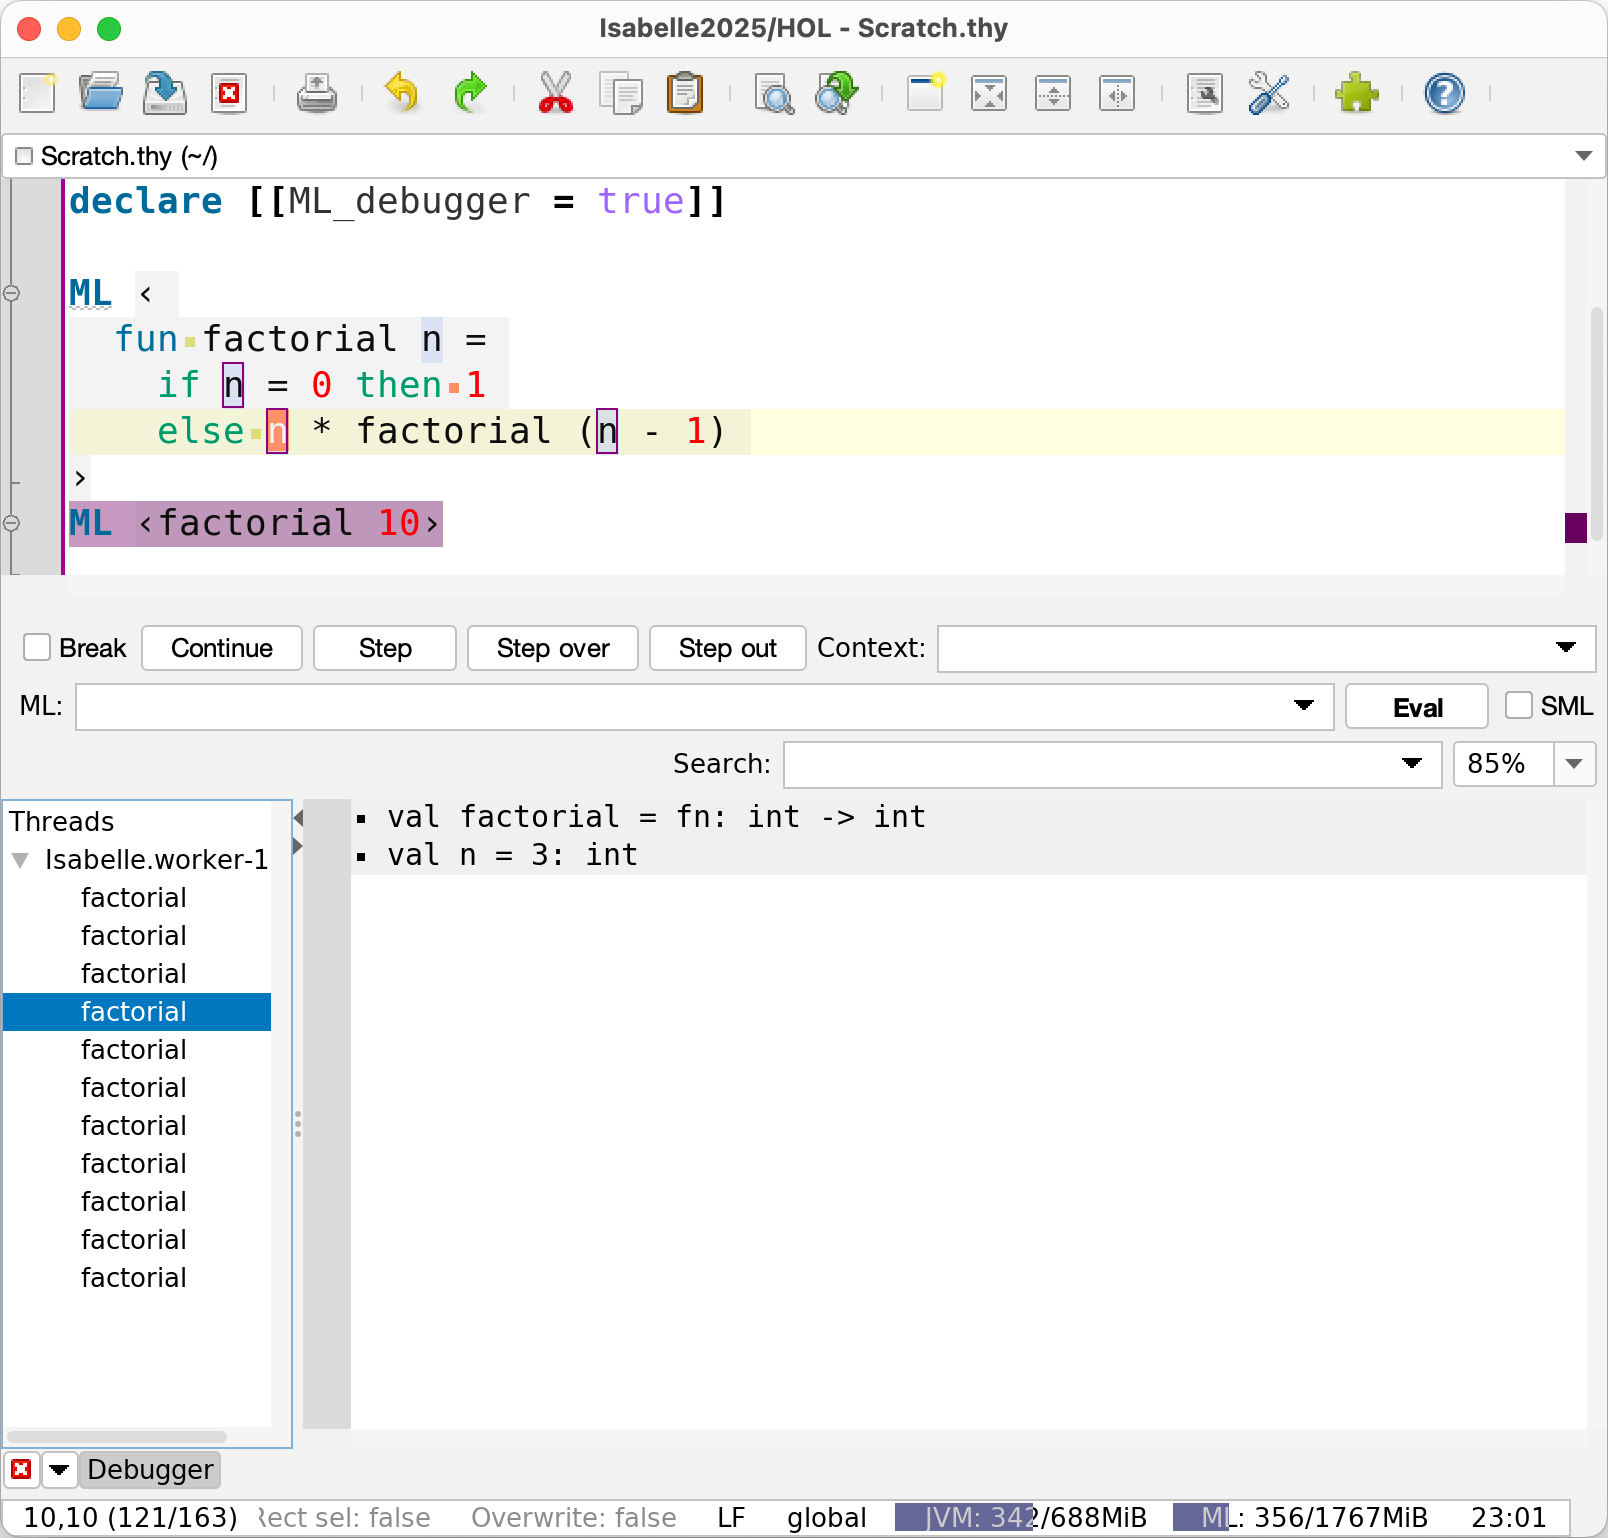 Isabelle2025/HOL - Scratch.thy
Scratch.thy (~/)
declare [[ML_debugger = true]]
ML ‹
fun factorial n =
if n = 0 then 1
else n * factorial (n - 1)
›
ML ‹factorial 10›
Break Continue Step Step over Step out Context:
ML: Eval SML
Search: 85%
Threads
Isabelle.worker-1
factorial
factorial
factorial
factorial
factorial
factorial
factorial
factorial
factorial
factorial
factorial
▪ val factorial = fn: int -> int
▪ val n = 3: int
Debugger
10,10 (121/163) Rect sel: false Overwrite: false LF global JVM: 342/688MiB ML: 356/1767MiB 23:01